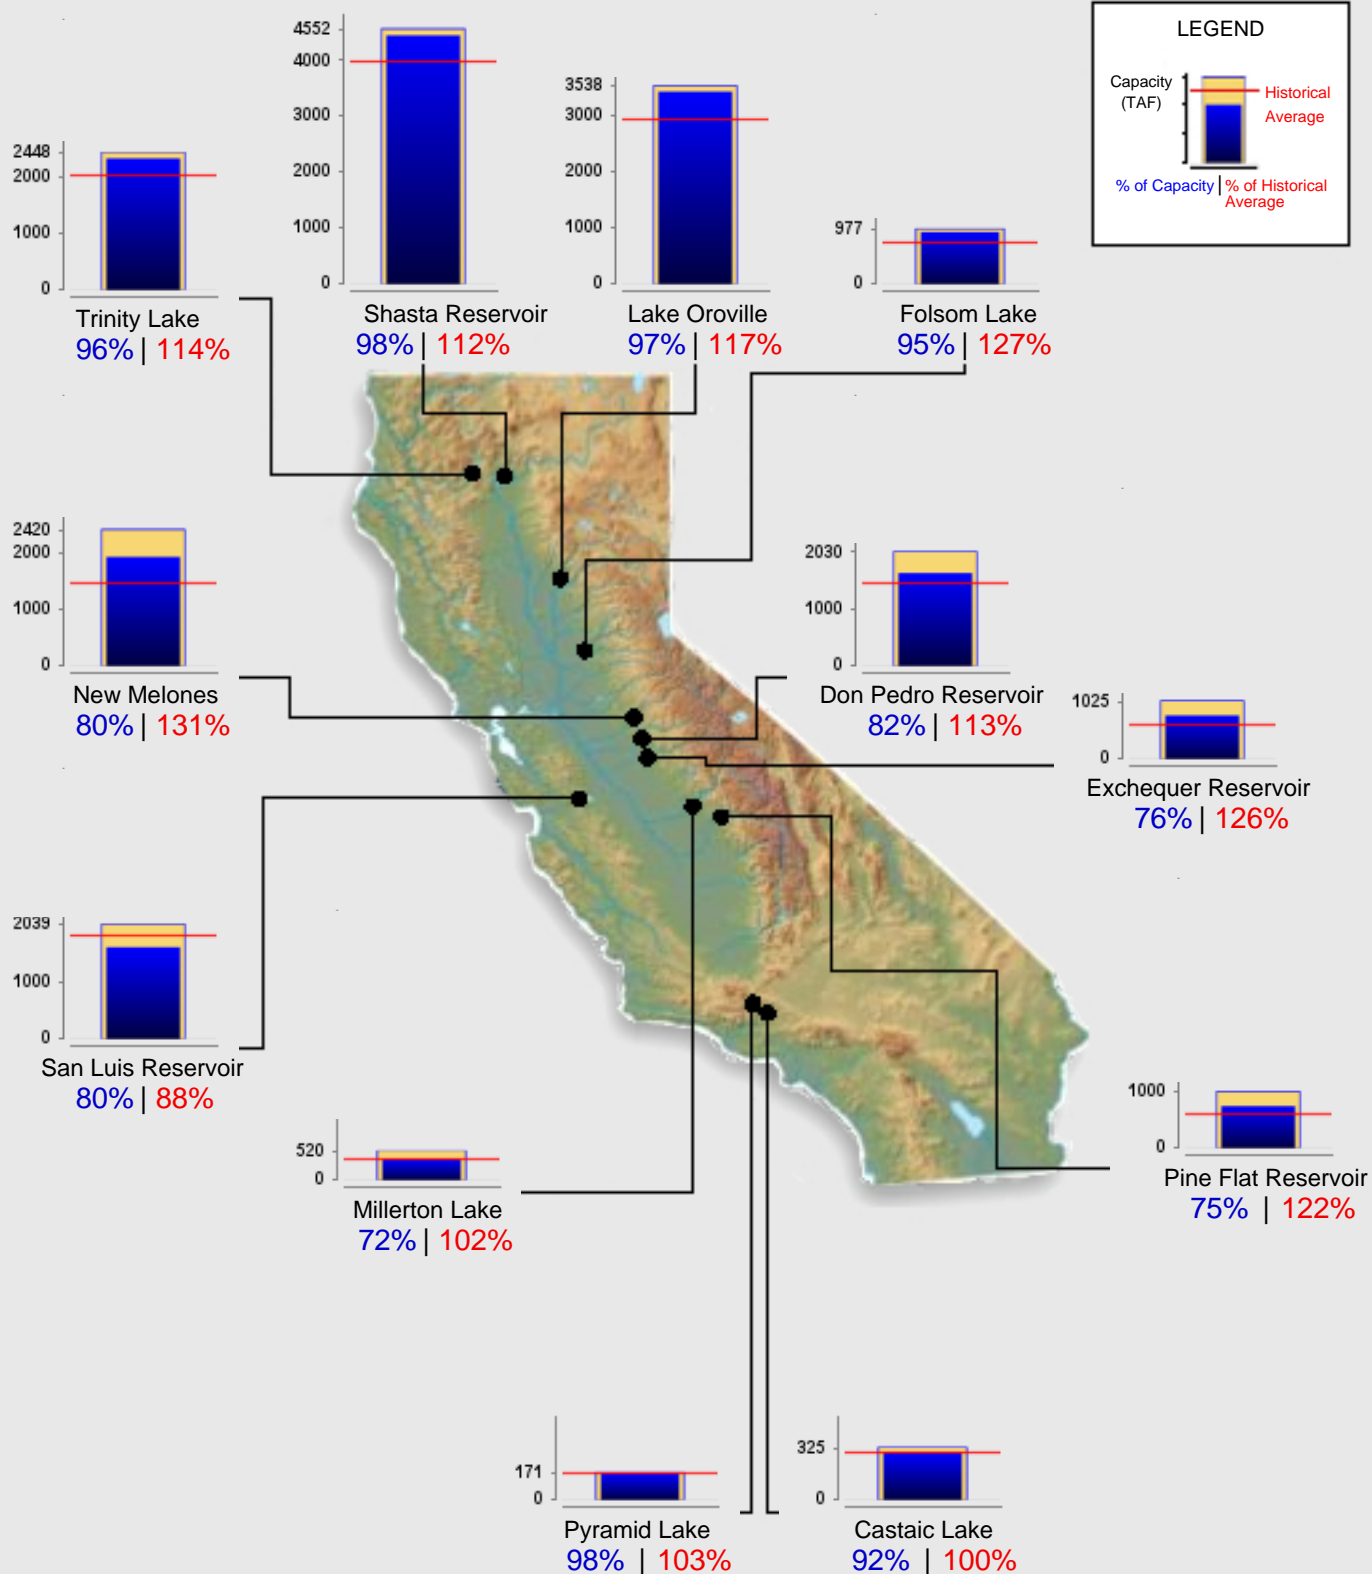 LEGEND
Capacity
(TAF)
Historical
Average
% of Capacity | % of Historical
Average
4552
4000
3000
2000
1000
0
Shasta Reservoir
98% | 112%
3538
3000
2000
1000
0
Lake Oroville
97% | 117%
2448
2000
1000
0
Trinity Lake
96% | 114%
977
0
Folsom Lake
95% | 127%
2420
2000
1000
0
New Melones
80% | 131%
2030
1000
0
Don Pedro Reservoir
82% | 113%
1025
0
Exchequer Reservoir
76% | 126%
2039
1000
0
San Luis Reservoir
80% | 88%
520
0
Millerton Lake
72% | 102%
1000
0
Pine Flat Reservoir
75% | 122%
171
0
Pyramid Lake
98% | 103%
325
0
Castaic Lake
92% | 100%